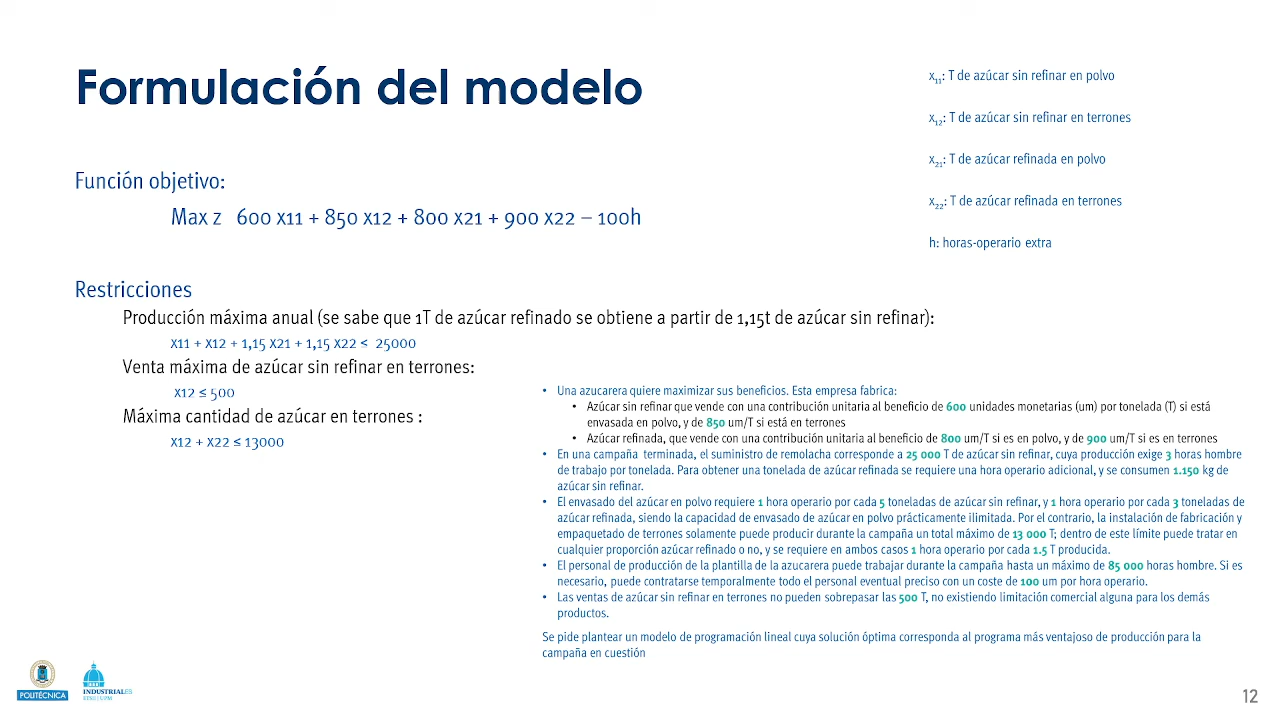 Formulación del modelo
Función objetivo:
Max z 600 x11 + 850 x12 + 800 x21 + 900 x22 – 100h
Restricciones
Producción máxima anual (se sabe que 1T de azúcar refinado se obtiene a partir de 1,15t de azúcar sin refinar):
x11 + x12 + 1,15 x21 + 1,15 x22 ≤ 25000
Venta máxima de azúcar sin refinar en terrones:
x12 ≤ 500
Máxima cantidad de azúcar en terrones :
x12 + x22 ≤ 13000
x₁₁: T de azúcar sin refinar en polvo
x₁₂: T de azúcar sin refinar en terrones
x₂₁: T de azúcar refinada en polvo
x₂₂: T de azúcar refinada en terrones
h: horas-operario extra
• Una azucarera quiere maximizar sus beneficios. Esta empresa fabrica:
• Azúcar sin refinar que vende con una contribución unitaria al beneficio de 600 unidades monetarias (um) por tonelada (T) si está
envasada en polvo, y de 850 um/T si está en terrones
• Azúcar refinada, que vende con una contribución unitaria al beneficio de 800 um/T si es en polvo, y de 900 um/T si es en terrones
• En una campaña terminada, el suministro de remolacha corresponde a 25 000 T de azúcar sin refinar, cuya producción exige 3 horas hombre
de trabajo por tonelada. Para obtener una tonelada de azúcar refinada se requiere una hora operario adicional, y se consumen 1.150 kg de
azúcar sin refinar.
• El envasado del azúcar en polvo requiere 1 hora operario por cada 5 toneladas de azúcar sin refinar, y 1 hora operario por cada 3 toneladas de
azúcar refinada, siendo la capacidad de envasado de azúcar en polvo prácticamente ilimitada. Por el contrario, la instalación de fabricación y
empaquetado de terrones solamente puede producir durante la campaña un total máximo de 13 000 T; dentro de este límite puede tratar en
cualquier proporción azúcar refinado o no, y se requiere en ambos casos 1 hora operario por cada 1.5 T producida.
• El personal de producción de la plantilla de la azucarera puede trabajar durante la campaña hasta un máximo de 85 000 horas hombre. Si es
necesario, puede contratarse temporalmente todo el personal eventual preciso con un coste de 100 um por hora operario.
• Las ventas de azúcar sin refinar en terrones no pueden sobrepasar las 500 T, no existiendo limitación comercial alguna para los demás
productos.
Se pide plantear un modelo de programación lineal cuya solución óptima corresponda al programa más ventajoso de producción para la
campaña en cuestión
POLITÉCNICA
INDUSTRIALES
ETSII | UPM
12